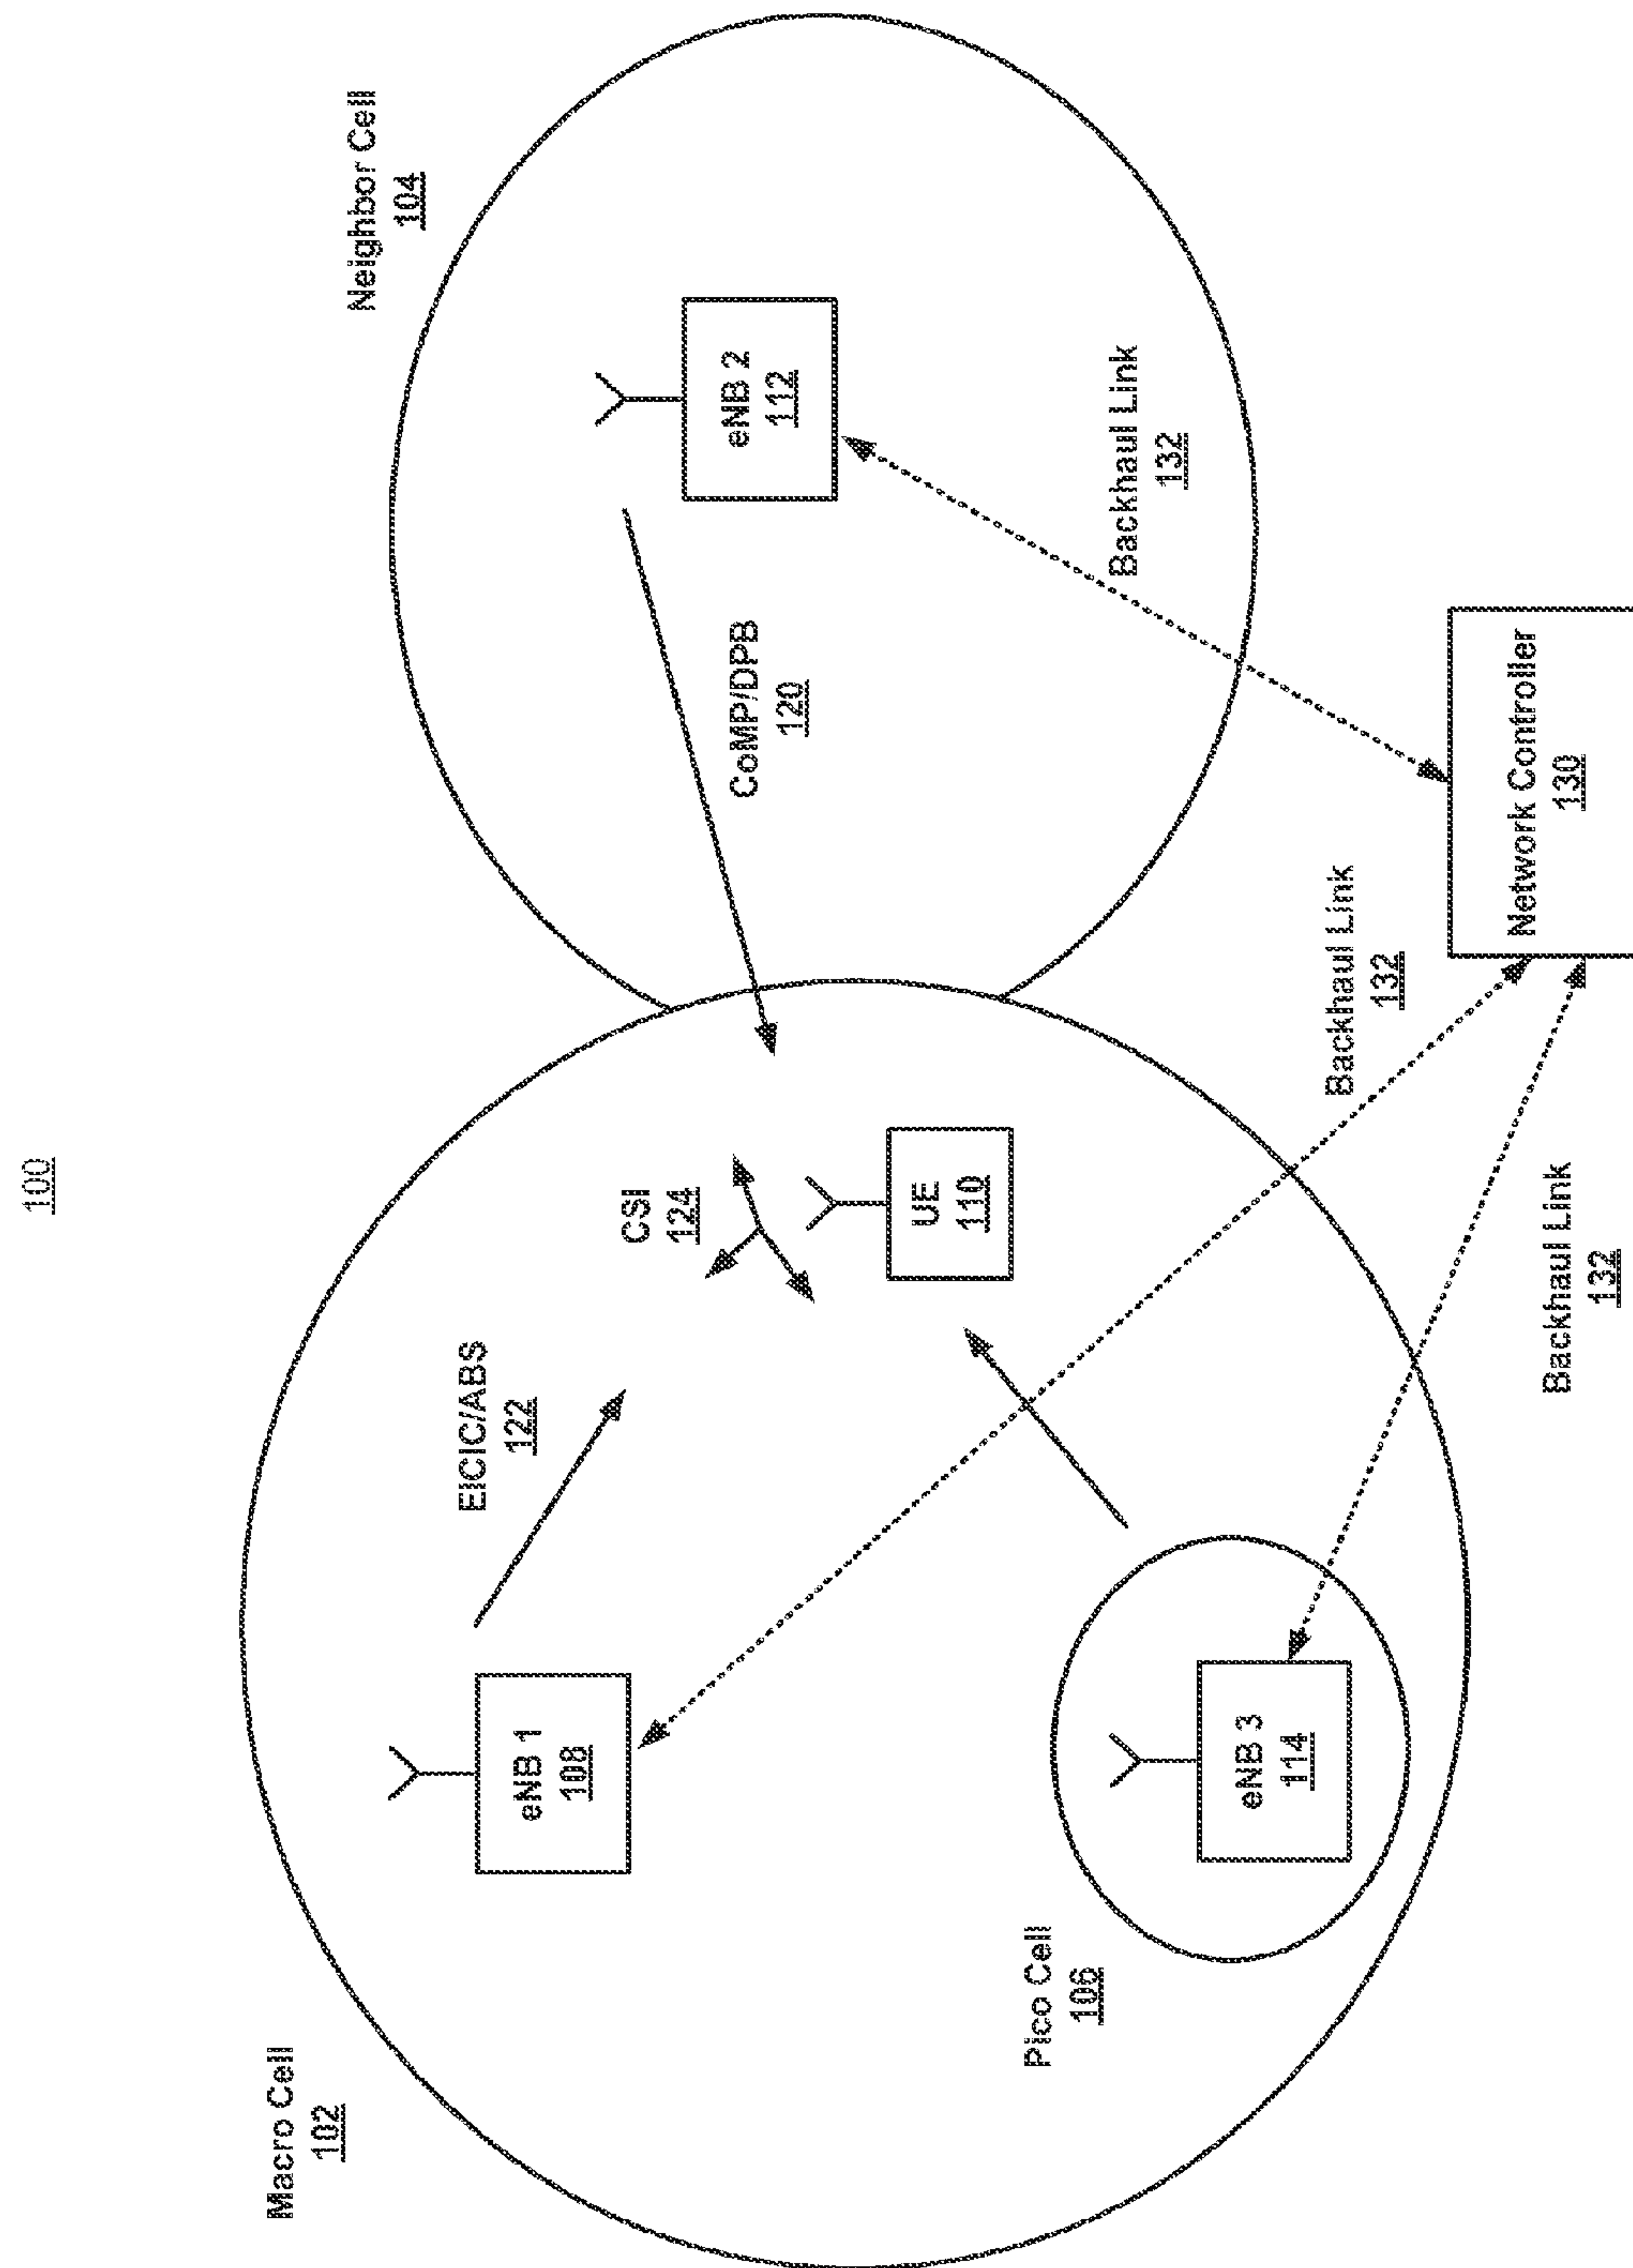 100
Macro Cell
102
Neighbor Cell
104
EICIC/ABS
122
eNB 1
108
CSI
124
CoMP/DPB
120
eNB 2
112
UE
110
Pico Cell
106
eNB 3
114
Backhaul Link
132
Backhaul Link
132
Backhaul Link
132
Network Controller
130